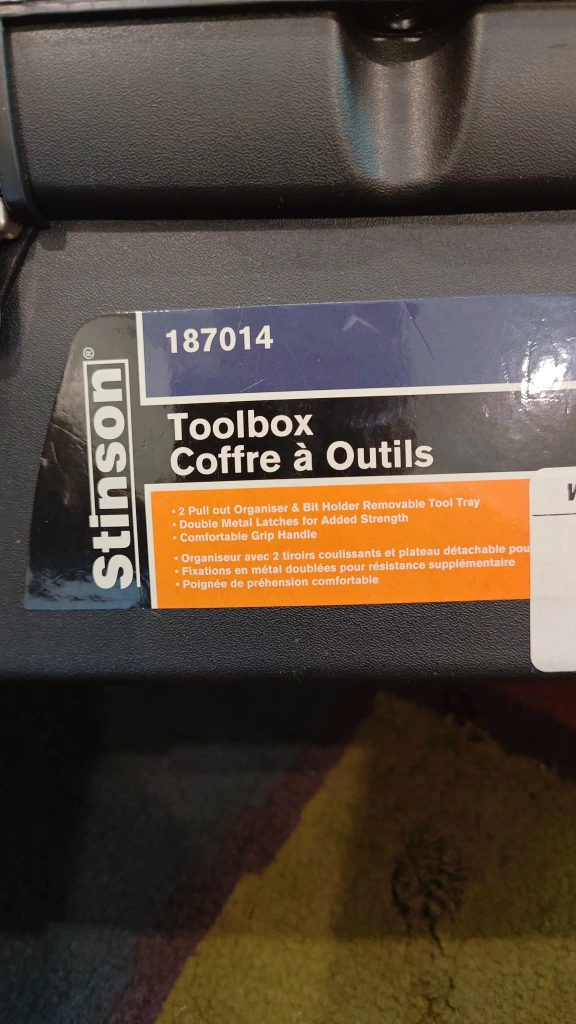 187014
Stinson®
Toolbox
Coffre à Outils
• 2 Pull out Organiser & Bit Holder Removable Tool Tray
• Double Metal Latches for Added Strength
• Comfortable Grip Handle
• Organiseur avec 2 tiroirs coulissants et plateau détachable pou
• Fixations en métal doublées pour résistance supplémentaire
• Poignée de préhension comfortable